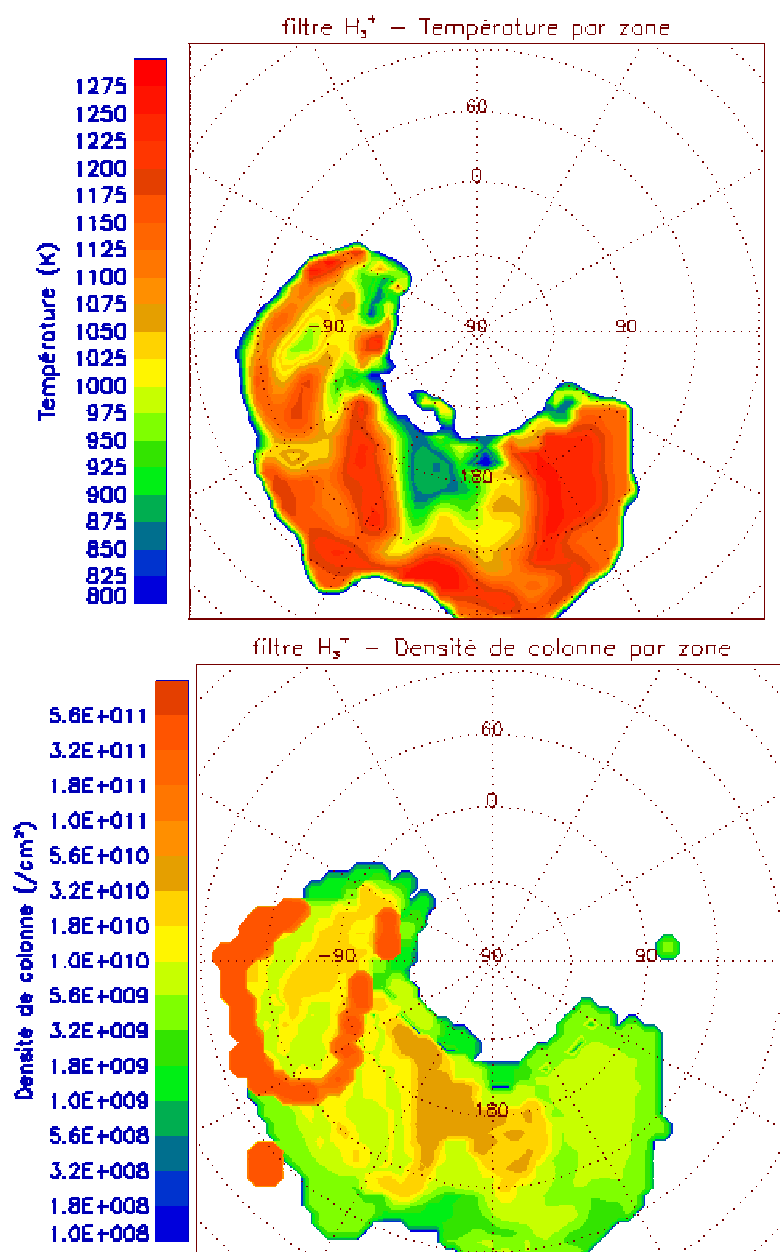 filtre H₃⁺ – Température par zone
1275
1250
1225
1200
1175
1150
1125
1100
1075
1050
1025
1000
975
950
925
900
875
850
825
800
Température (K)
60
0
-90
90
90
180
filtre H₃⁺ – Densité de colonne par zone
5.6E+011
3.2E+011
1.8E+011
1.0E+011
5.6E+010
3.2E+010
1.8E+010
1.0E+010
5.6E+009
3.2E+009
1.8E+009
1.0E+009
5.6E+008
3.2E+008
1.8E+008
1.0E+008
Densité de colonne (/cm²)
60
0
-90
90
90
180